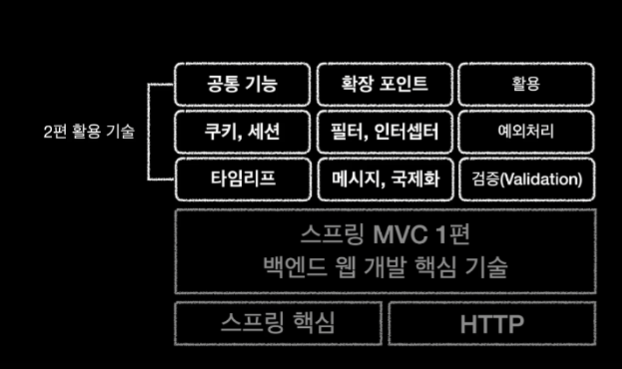 공통 기능
확장 포인트
활용
2편 활용 기술
쿠키, 세션
필터, 인터셉터
예외처리
타임리프
메시지, 국제화
검증(Validation)
스프링 MVC 1편
백엔드 웹 개발 핵심 기술
스프링 핵심
HTTP